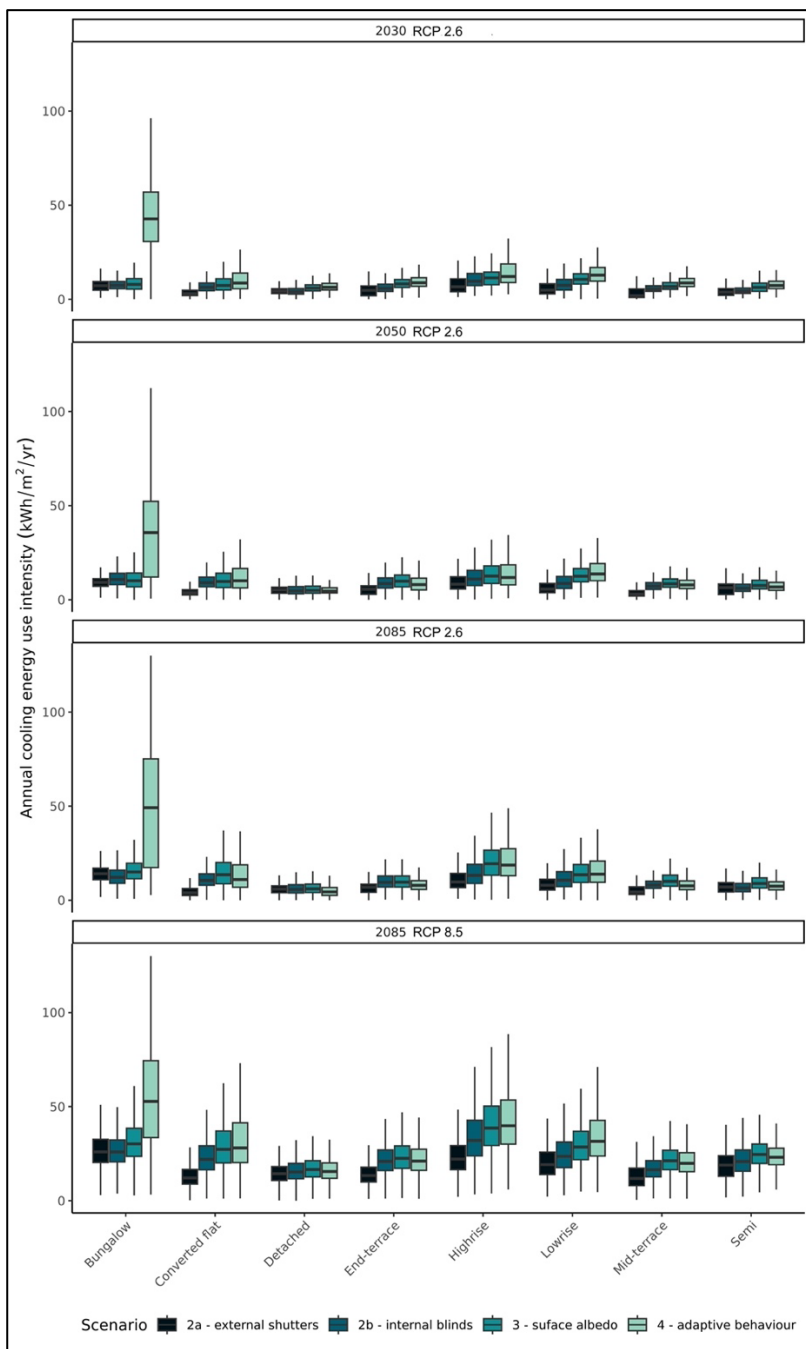 2030 RCP 2.6
100
50
0
2050 RCP 2.6
100
50
0
2085 RCP 2.6
100
50
0
2085 RCP 8.5
100
50
0
Annual cooling energy use intensity (kWh/m²/yr)
Bungalow
Converted flat
Detached
End-terrace
Highrise
Lowrise
Mid-terrace
Semi
Scenario 2a - external shutters 2b - internal blinds 3 - suface albedo 4 - adaptive behaviour